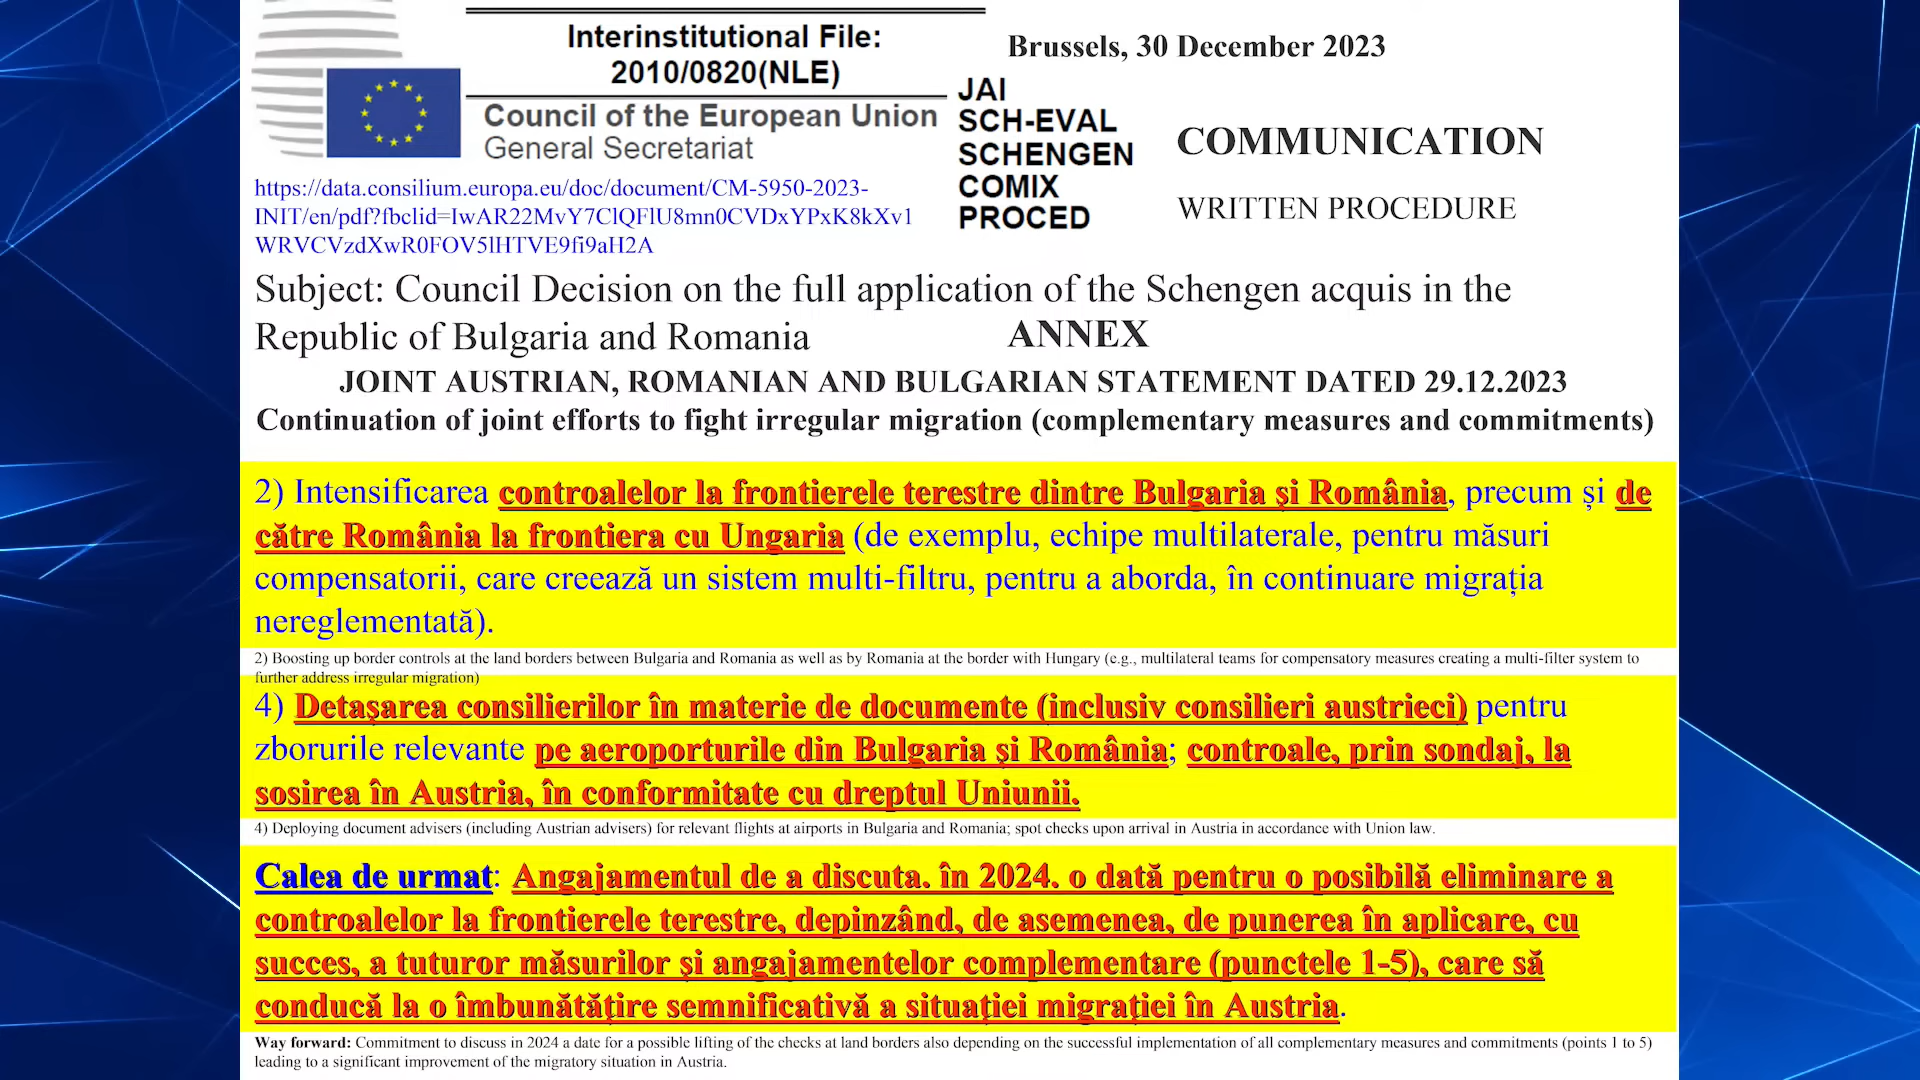 Interinstitutional File:
2010/0820(NLE)
Council of the European Union
General Secretariat
https://data.consilium.europa.eu/doc/document/CM-5950-2023-
INIT/en/pdf?fbclid=IwAR22MvY7ClQFlU8mn0CVDxYPxK8kXv1
WRVCVzdXwR0FOV5lHTVE9fi9aH2A
JAI
SCH-EVAL
SCHENGEN
COMIX
PROCED
Brussels, 30 December 2023
COMMUNICATION
WRITTEN PROCEDURE
Subject: Council Decision on the full application of the Schengen acquis in the
Republic of Bulgaria and Romania
ANNEX
JOINT AUSTRIAN, ROMANIAN AND BULGARIAN STATEMENT DATED 29.12.2023
Continuation of joint efforts to fight irregular migration (complementary measures and commitments)
2) Intensificarea controalelor la frontierele terestre dintre Bulgaria și România, precum și de
către România la frontiera cu Ungaria (de exemplu, echipe multilaterale, pentru măsuri
compensatorii, care creează un sistem multi-filtru, pentru a aborda, în continuare migrația
nereglementată).
2) Boosting up border controls at the land borders between Bulgaria and Romania as well as by Romania at the border with Hungary (e.g., multilateral teams for compensatory measures creating a multi-filter system to
further address irregular migration)
4) Detașarea consilierilor în materie de documente (inclusiv consilieri austrieci) pentru
zborurile relevante pe aeroporturile din Bulgaria și România; controale, prin sondaj, la
sosirea în Austria, în conformitate cu dreptul Uniunii.
4) Deploying document advisers (including Austrian advisers) for relevant flights at airports in Bulgaria and Romania; spot checks upon arrival in Austria in accordance with Union law.
Calea de urmat: Angajamentul de a discuta. în 2024. o dată pentru o posibilă eliminare a
controalelor la frontierele terestre, depinzând, de asemenea, de punerea în aplicare, cu
succes, a tuturor măsurilor și angajamentelor complementare (punctele 1-5), care să
conducă la o îmbunătățire semnificativă a situației migrației în Austria.
Way forward: Commitment to discuss in 2024 a date for a possible lifting of the checks at land borders also depending on the successful implementation of all complementary measures and commitments (points 1 to 5)
leading to a significant improvement of the migratory situation in Austria.